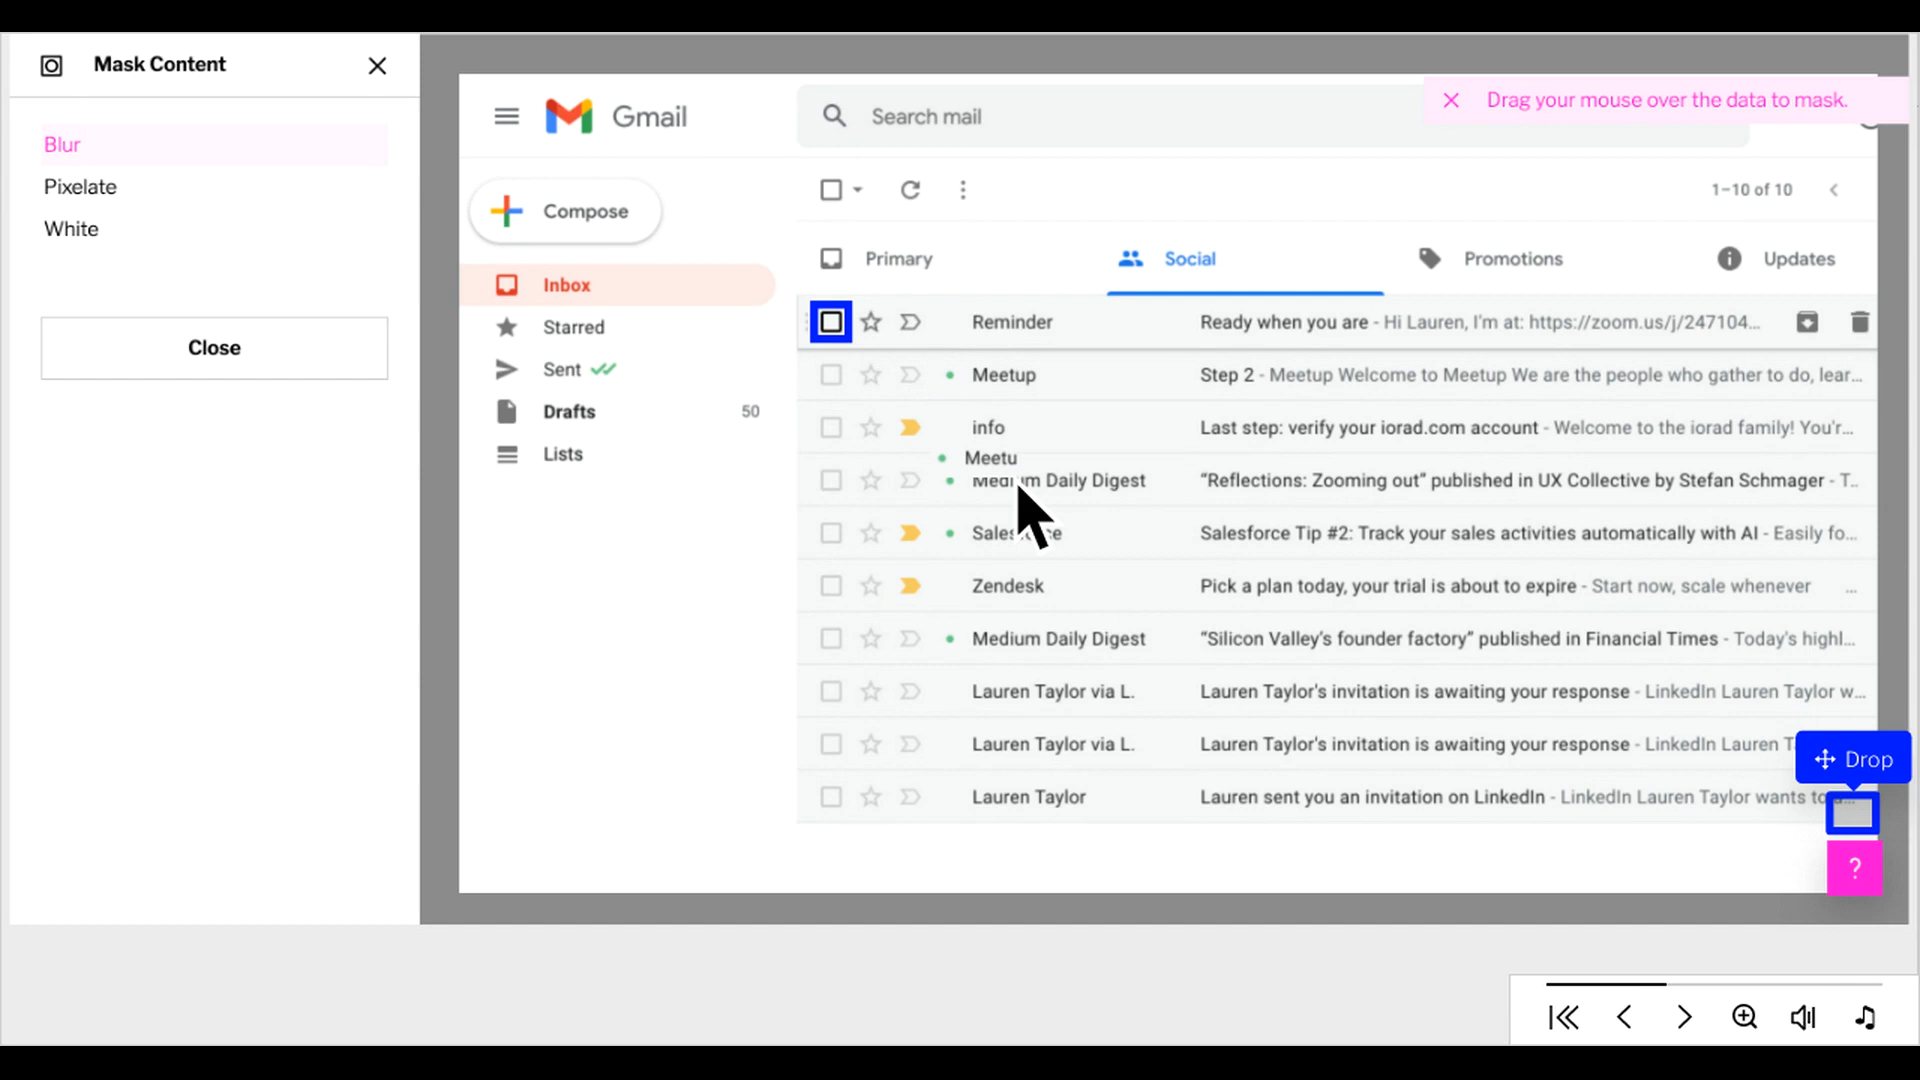 Mask Content
Blur
Pixelate
White
Close
Gmail
Search mail
Drag your mouse over the data to mask.
Compose
1–10 of 10
Primary
Social
Promotions
Updates
Inbox
Starred
Sent
Drafts 50
Lists
Reminder Ready when you are - Hi Lauren, I'm at: https://zoom.us/j/247104...
Meetup Step 2 - Meetup Welcome to Meetup We are the people who gather to do, lear...
info Last step: verify your iorad.com account - Welcome to the iorad family! You'r...
Meetu
Medium Daily Digest “Reflections: Zooming out” published in UX Collective by Stefan Schmager - T..
Salesforce Salesforce Tip #2: Track your sales activities automatically with AI - Easily fo...
Zendesk Pick a plan today, your trial is about to expire - Start now, scale whenever ...
Medium Daily Digest “Silicon Valley's founder factory” published in Financial Times - Today's highl...
Lauren Taylor via L. Lauren Taylor's invitation is awaiting your response - LinkedIn Lauren Taylor w...
Lauren Taylor via L. Lauren Taylor's invitation is awaiting your response - LinkedIn Lauren T
Drop
Lauren Taylor Lauren sent you an invitation on LinkedIn - LinkedIn Lauren Taylor wants to
?